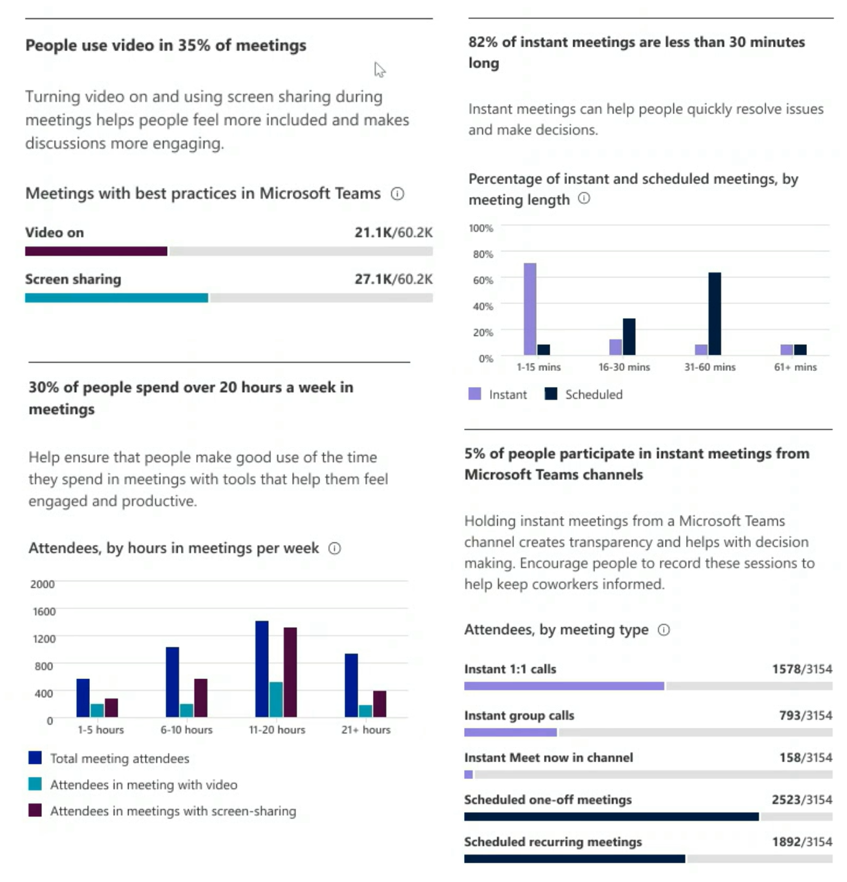 People use video in 35% of meetings
Turning video on and using screen sharing during
meetings helps people feel more included and makes
discussions more engaging.
Meetings with best practices in Microsoft Teams
Video on 21.1K/60.2K
Screen sharing 27.1K/60.2K
30% of people spend over 20 hours a week in
meetings
Help ensure that people make good use of the time
they spend in meetings with tools that help them feel
engaged and productive.
Attendees, by hours in meetings per week
2000
1600
1200
800
400
0
1-5 hours 6-10 hours 11-20 hours 21+ hours
Total meeting attendees
Attendees in meeting with video
Attendees in meetings with screen-sharing
82% of instant meetings are less than 30 minutes
long
Instant meetings can help people quickly resolve issues
and make decisions.
Percentage of instant and scheduled meetings, by
meeting length
100%
80%
60%
40%
20%
0%
1-15 mins 16-30 mins 31-60 mins 61+ mins
Instant Scheduled
5% of people participate in instant meetings from
Microsoft Teams channels
Holding instant meetings from a Microsoft Teams
channel creates transparency and helps with decision
making. Encourage people to record these sessions to
help keep coworkers informed.
Attendees, by meeting type
Instant 1:1 calls 1578/3154
Instant group calls 793/3154
Instant Meet now in channel 158/3154
Scheduled one-off meetings 2523/3154
Scheduled recurring meetings 1892/3154